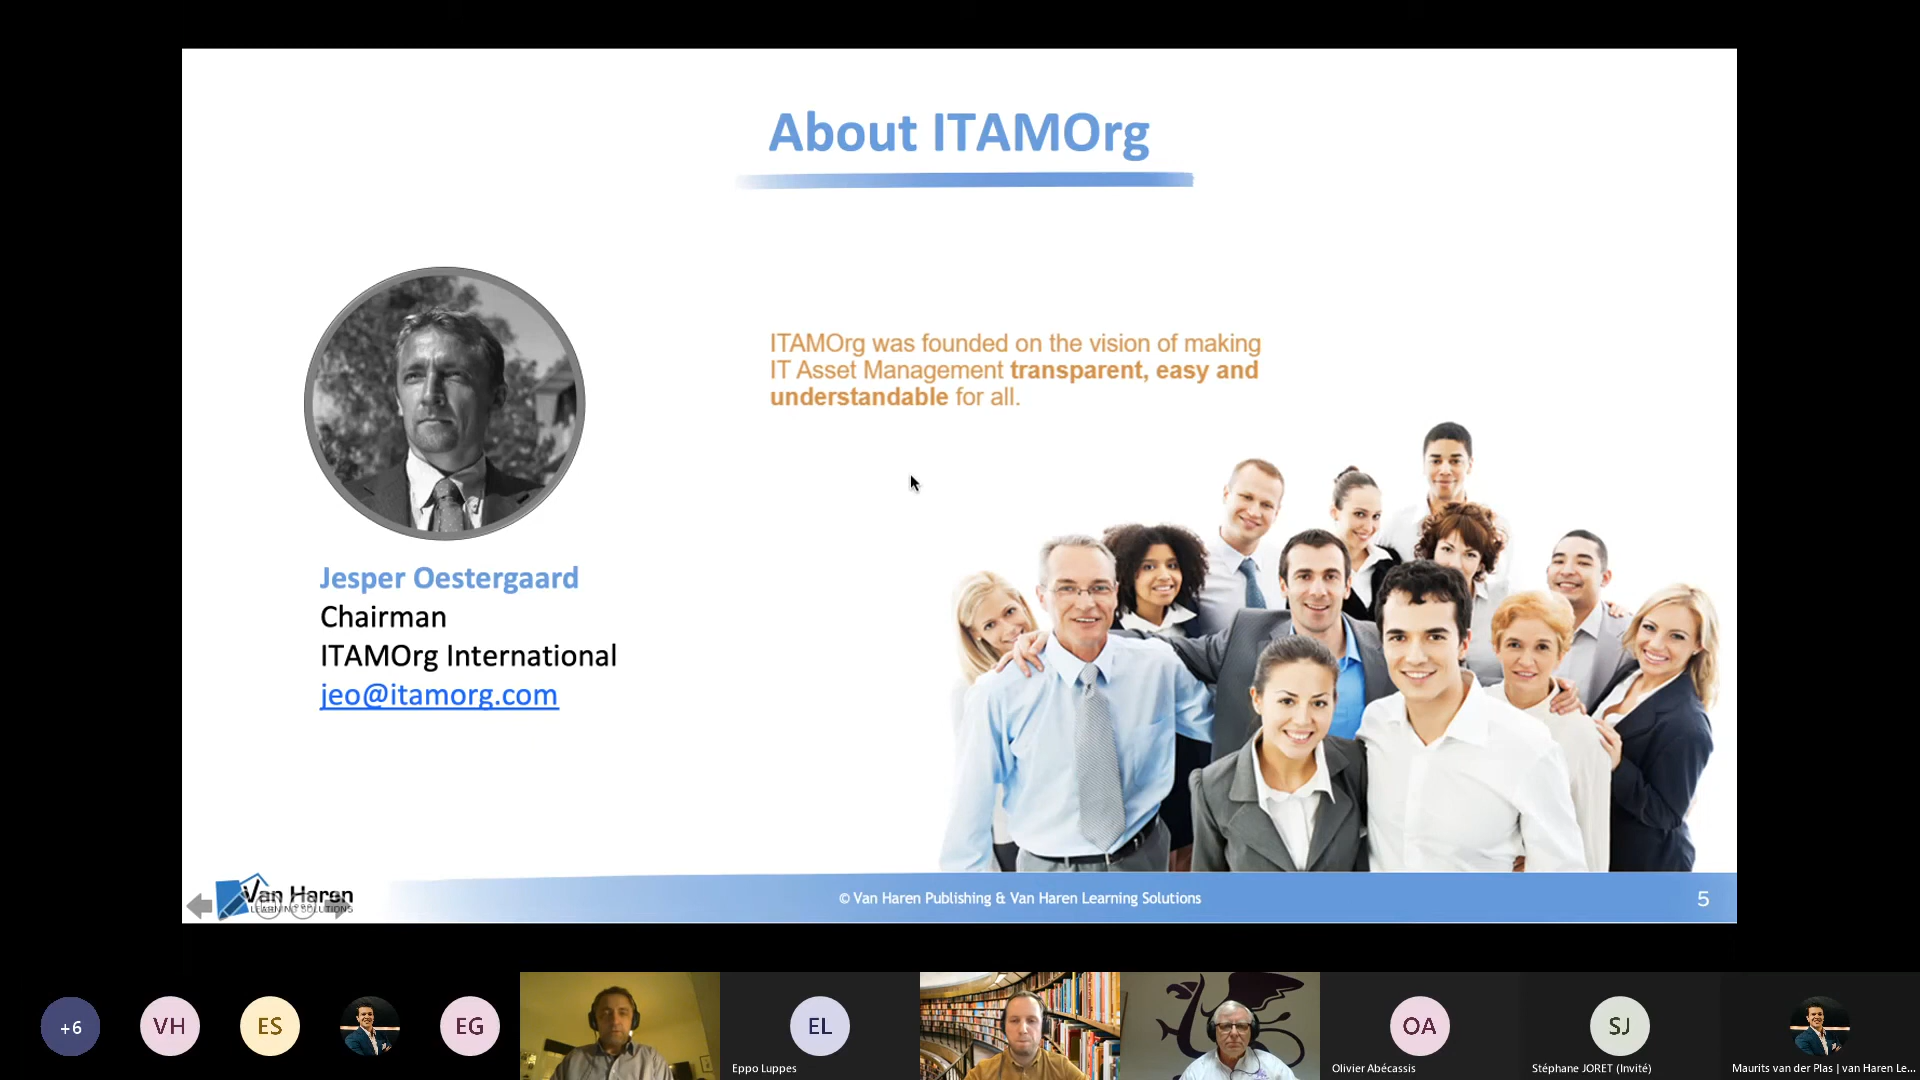 About ITAMOrg
ITAMOrg was founded on the vision of making
IT Asset Management transparent, easy and
understandable for all.
Jesper Oestergaard
Chairman
ITAMOrg International
jeo@itamorg.com
Van Haren
LEARNING SOLUTIONS
© Van Haren Publishing & Van Haren Learning Solutions
5
+6
VH
ES
EG
EL
Eppo Luppes
OA
Olivier Abécassis
SJ
Stéphane JORET (Invité)
Maurits van der Plas | van Haren Le...